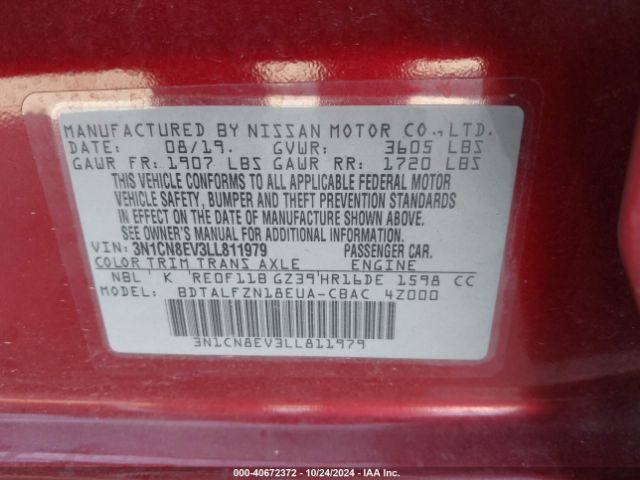 MANUFACTURED BY NISSAN MOTOR CO., LTD.
DATE: 08/19. GVWR: 3605 LBS
GAWR FR: 1907 LBS GAWR RR: 1720 LBS
THIS VEHICLE CONFORMS TO ALL APPLICABLE FEDERAL MOTOR
VEHICLE SAFETY, BUMPER AND THEFT PREVENTION STANDARDS
IN EFFECT ON THE DATE OF MANUFACTURE SHOWN ABOVE.
SEE OWNER'S MANUAL FOR ADDITIONAL INFORMATION.
VIN: 3N1CN8EV3LL811979 PASSENGER CAR.
COLOR TRIM TRANS AXLE ENGINE
NBL K RE0F11B GZ39 HR16DE 1598 CC
MODEL: BDTALFZN18EUA-CBAC 4Z000
3N1CN8EV3LL811979
000-40672372 | 10/24/2024 | IAA Inc.